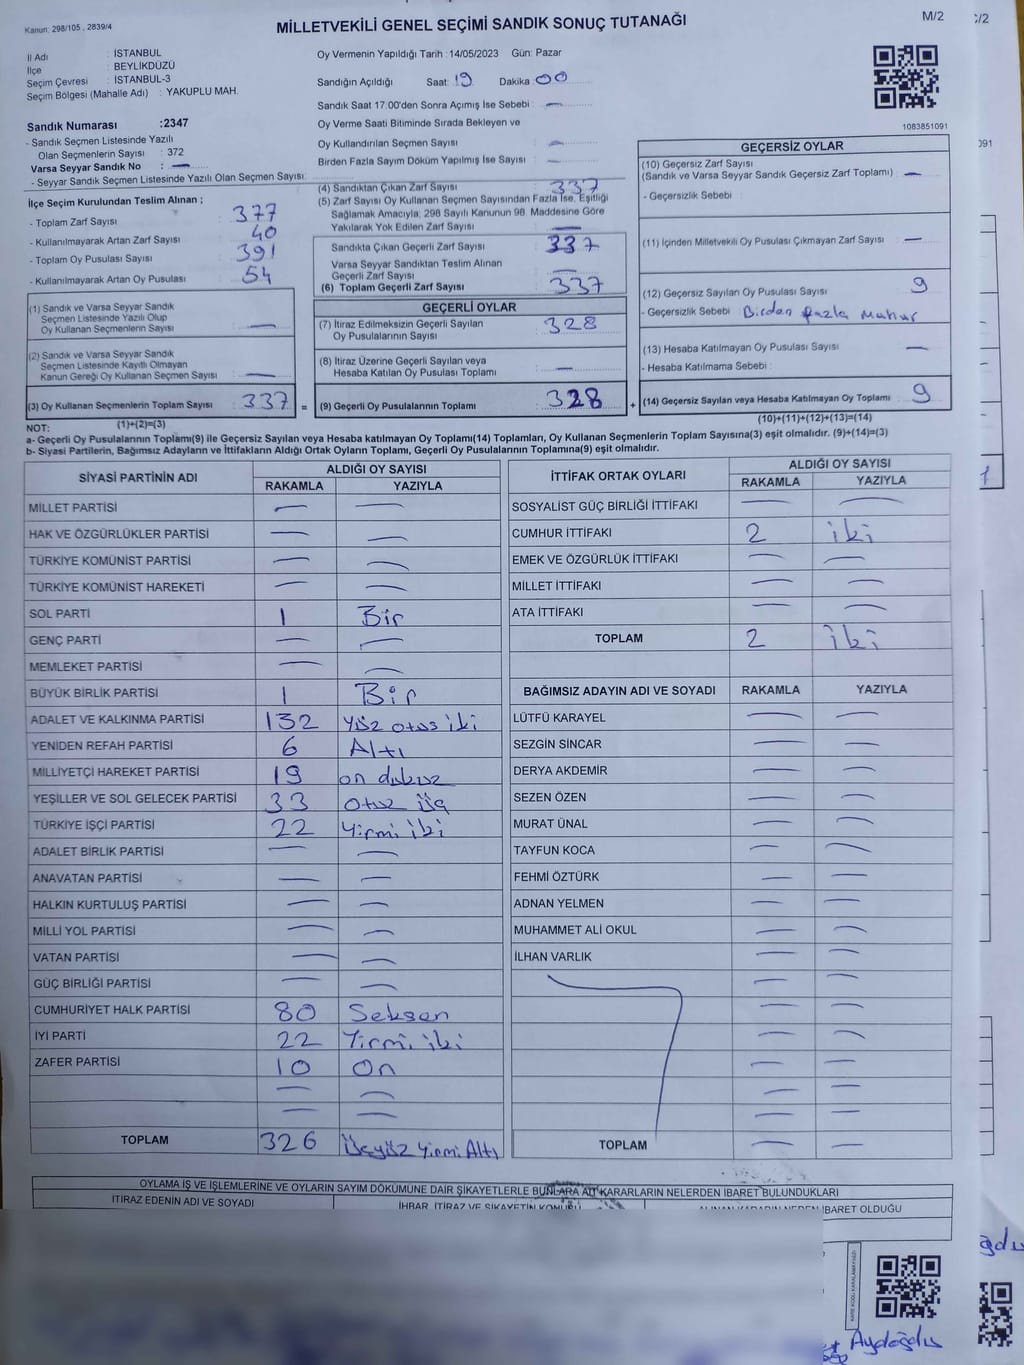 Kanun: 298/105 , 2839/4
MİLLETVEKİLİ GENEL SEÇİMİ SANDIK SONUÇ TUTANAĞI
M/2
/2
İl Adı : İSTANBUL
İlçe : BEYLİKDÜZÜ
Seçim Çevresi : İSTANBUL-3
Seçim Bölgesi (Mahalle Adı) : YAKUPLU MAH.
Oy Vermenin Yapıldığı Tarih : 14/05/2023 Gün: Pazar
Sandığın Açıldığı Saat: 19 Dakika 00
Sandık Saat 17:00'den Sonra Açımış İse Sebebi : —
Oy Verme Saati Bitiminde Sırada Bekleyen ve
Oy Kullandırılan Seçmen Sayısı : —
Birden Fazla Sayım Döküm Yapılmış İse Sayısı : —
1083851091
091
Sandık Numarası :2347
- Sandık Seçmen Listesinde Yazılı
Olan Seçmenlerin Sayısı : 372
Varsa Seyyar Sandık No : —
- Seyyar Sandık Seçmen Listesinde Yazılı Olan Seçmen Sayısı:
İlçe Seçim Kurulundan Teslim Alınan ;
- Toplam Zarf Sayısı 377
- Kullanılmayarak Artan Zarf Sayısı 40
- Toplam Oy Pusulası Sayısı 391
- Kullanılmayarak Artan Oy Pusulası 54
(1) Sandık ve Varsa Seyyar Sandık
Seçmen Listesinde Yazılı Olup
Oy Kullanan Seçmenlerin Sayısı —
(2) Sandık ve Varsa Seyyar Sandık
Seçmen Listesinde Kayıtlı Olmayan
Kanun Gereği Oy Kullanan Seçmen Sayısı —
(3) Oy Kullanan Seçmenlerin Toplam Sayısı 337 =
(4) Sandıktan Çıkan Zarf Sayısı 337
(5) Zarf Sayısı Oy Kullanan Seçmen Sayısından Fazla İse, Eşitliği
Sağlamak Amacıyla, 298 Sayılı Kanunun 98. Maddesine Göre
Yakılarak Yok Edilen Zarf Sayısı —
Sandıkta Çıkan Geçerli Zarf Sayısı 337
Varsa Seyyar Sandıktan Teslim Alınan
Geçerli Zarf Sayısı —
(6) Toplam Geçerli Zarf Sayısı 337
GEÇERLİ OYLAR
(7) İtiraz Edilmeksizin Geçerli Sayılan 328
Oy Pusulalarının Sayısı
(8) İtiraz Üzerine Geçerli Sayılan veya
Hesaba Katılan Oy Pusulası Toplamı —
(9) Geçerli Oy Pusulalarının Toplamı 328 +
GEÇERSİZ OYLAR
(10) Geçersiz Zarf Sayısı
(Sandık ve Varsa Seyyar Sandık Geçersiz Zarf Toplamı) —
- Geçersizlik Sebebi :
(11) İçinden Milletvekili Oy Pusulası Çıkmayan Zarf Sayısı —
(12) Geçersiz Sayılan Oy Pusulası Sayısı 9
- Geçersizlik Sebebi : Birden fazla Mühür
(13) Hesaba Katılmayan Oy Pusulası Sayısı —
- Hesaba Katılmama Sebebi :
(14) Geçersiz Sayılan veya Hesaba Katılmayan Oy Toplamı 9
(10)+(11)+(12)+(13)=(14)
NOT: (1)+(2)=(3)
a- Geçerli Oy Pusulalarının Toplamı(9) ile Geçersiz Sayılan veya Hesaba katılmayan Oy Toplamı(14) Toplamları, Oy Kullanan Seçmenlerin Toplam Sayısına(3) eşit olmalıdır. (9)+(14)=(3)
b- Siyasi Partilerin, Bağımsız Adayların ve İttifakların Aldığı Ortak Oyların Toplamı, Geçerli Oy Pusulalarının Toplamına(9) eşit olmalıdır.
SİYASİ PARTİNİN ADI ALDIĞI OY SAYISI
RAKAMLA YAZIYLA
MİLLET PARTİSİ — —
HAK VE ÖZGÜRLÜKLER PARTİSİ — —
TÜRKİYE KOMÜNİST PARTİSİ — —
TÜRKİYE KOMÜNİST HAREKETİ — —
SOL PARTİ 1 Bir
GENÇ PARTİ — —
MEMLEKET PARTİSİ — —
BÜYÜK BİRLİK PARTİSİ 1 Bir
ADALET VE KALKINMA PARTİSİ 132 Yüz otuz iki
YENİDEN REFAH PARTİSİ 6 Altı
MİLLİYETÇİ HAREKET PARTİSİ 19 on dokuz
YEŞİLLER VE SOL GELECEK PARTİSİ 33 Otuz üç
TÜRKİYE İŞÇİ PARTİSİ 22 Yirmi iki
ADALET BİRLİK PARTİSİ — —
ANAVATAN PARTİSİ — —
HALKIN KURTULUŞ PARTİSİ — —
MİLLİ YOL PARTİSİ — —
VATAN PARTİSİ — —
GÜÇ BİRLİĞİ PARTİSİ — —
CUMHURİYET HALK PARTİSİ 80 Seksen
İYİ PARTİ 22 Yirmi iki
ZAFER PARTİSİ 10 On
— —
— —
TOPLAM 326 Üçyüz Yirmi Altı
İTTİFAK ORTAK OYLARI ALDIĞI OY SAYISI
RAKAMLA YAZIYLA
SOSYALİST GÜÇ BİRLİĞİ İTTİFAKI — —
CUMHUR İTTİFAKI 2 iki
EMEK VE ÖZGÜRLÜK İTTİFAKI — —
MİLLET İTTİFAKI — —
ATA İTTİFAKI — —
TOPLAM 2 iki
BAĞIMSIZ ADAYIN ADI VE SOYADI RAKAMLA YAZIYLA
LÜTFÜ KARAYEL — —
SEZGİN SİNCAR — —
DERYA AKDEMİR — —
SEZEN ÖZEN — —
MURAT ÜNAL — —
TAYFUN KOCA — —
FEHMİ ÖZTÜRK — —
ADNAN YELMEN — —
MUHAMMET ALİ OKUL — —
İLHAN VARLIK — —
— —
— —
— —
— —
— —
— —
TOPLAM — —
OYLAMA İŞ VE İŞLEMLERİNE VE OYLARIN SAYIM DÖKÜMÜNE DAİR ŞİKAYETLERLE BUNLARA AİT KARARLARIN NELERDEN İBARET BULUNDUKLARI
İTİRAZ EDENİN ADI VE SOYADI İHBAR, İTİRAZ VE ŞİKAYETİN KONUSU İBARET OLDUĞU
Aydoğdu